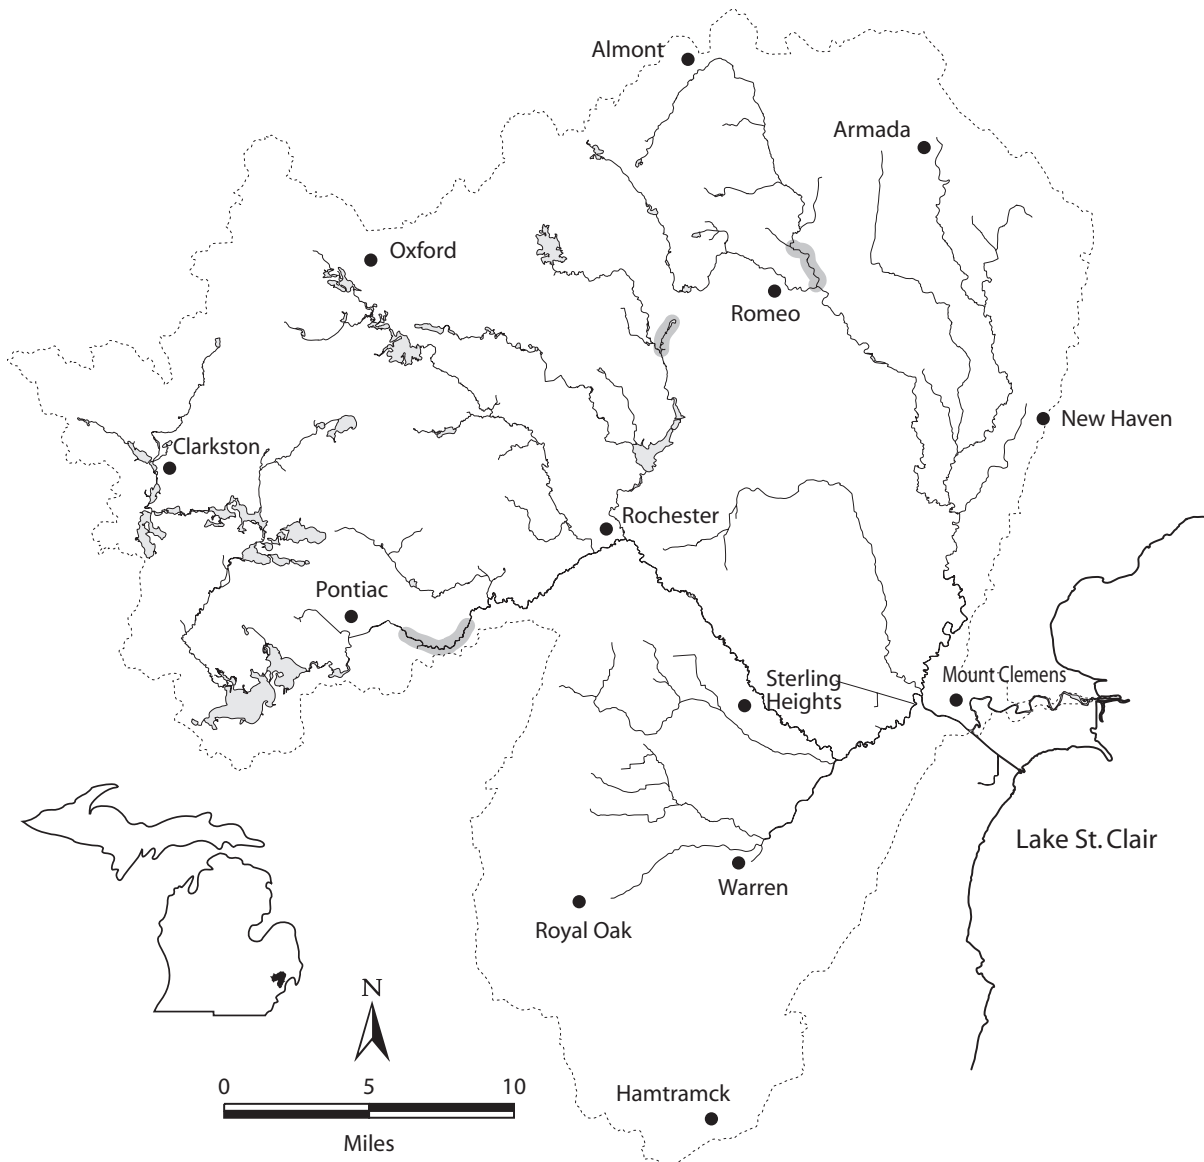 Almont
Armada
Oxford
Romeo
New Haven
Clarkston
Rochester
Pontiac
Sterling
Heights
Mount Clemens
Lake St. Clair
Warren
Royal Oak
N
0 5 10
Miles
Hamtramck